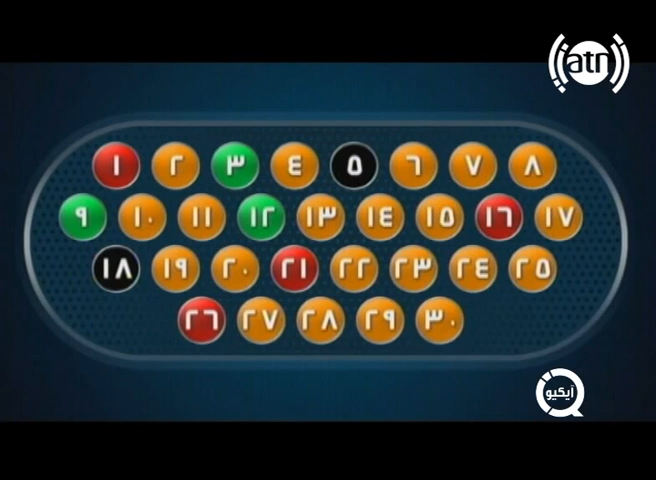 atn
١ ٢ ٣ ٤ ٥ ٦ ٧ ٨
٩ ١٠ ١١ ١٢ ١٣ ١٤ ١٥ ١٦ ١٧
١٨ ١٩ ٢٠ ٢١ ٢٢ ٢٣ ٢٤ ٢٥
٢٦ ٢٧ ٢٨ ٢٩ ٣٠
آیکیو